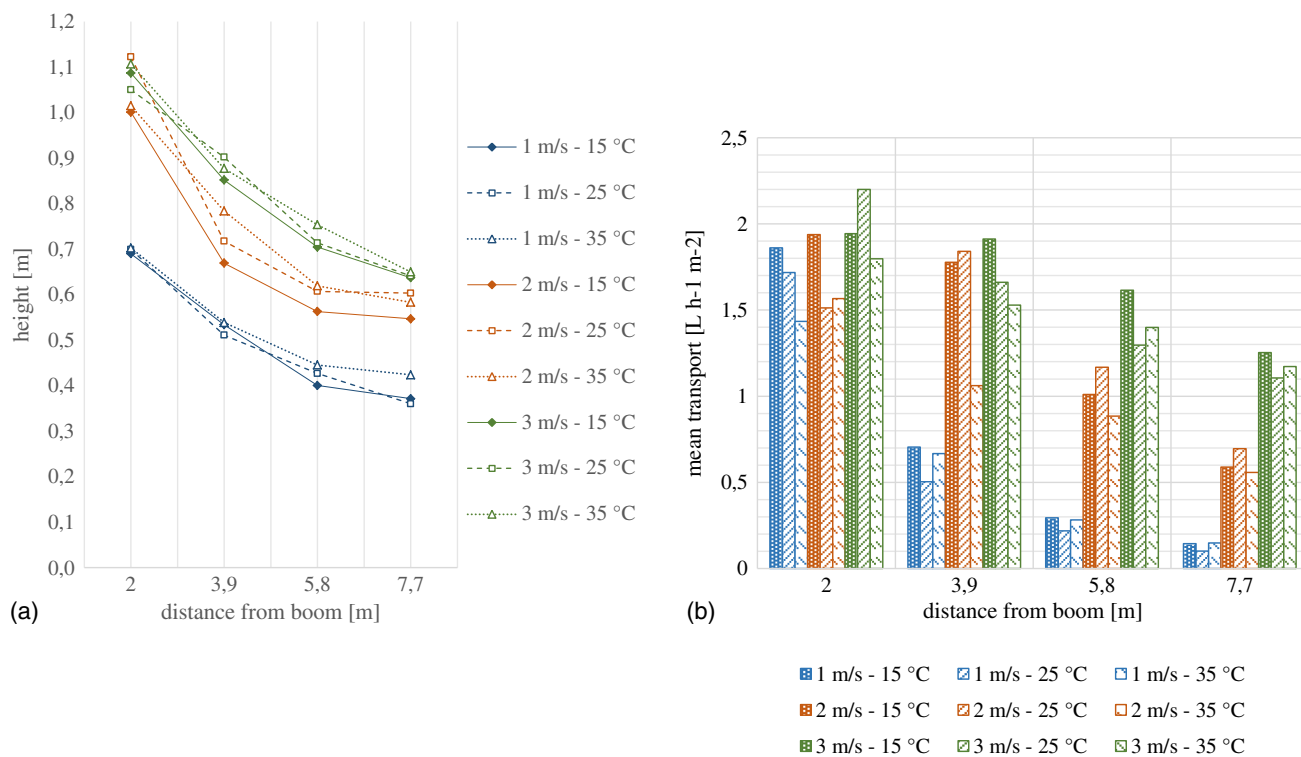 1,2
1,1
1,0
0,9
0,8
0,7
0,6
0,5
0,4
0,3
0,2
0,1
0,0
height [m]
2 3,9 5,8 7,7
distance from boom [m]
(a)
1 m/s - 15 °C
1 m/s - 25 °C
1 m/s - 35 °C
2 m/s - 15 °C
2 m/s - 25 °C
2 m/s - 35 °C
3 m/s - 15 °C
3 m/s - 25 °C
3 m/s - 35 °C
2,5
2
1,5
1
0,5
0
mean transport [L h-1 m-2]
2 3,9 5,8 7,7
distance from boom [m]
(b)
1 m/s - 15 °C 1 m/s - 25 °C 1 m/s - 35 °C
2 m/s - 15 °C 2 m/s - 25 °C 2 m/s - 35 °C
3 m/s - 15 °C 3 m/s - 25 °C 3 m/s - 35 °C